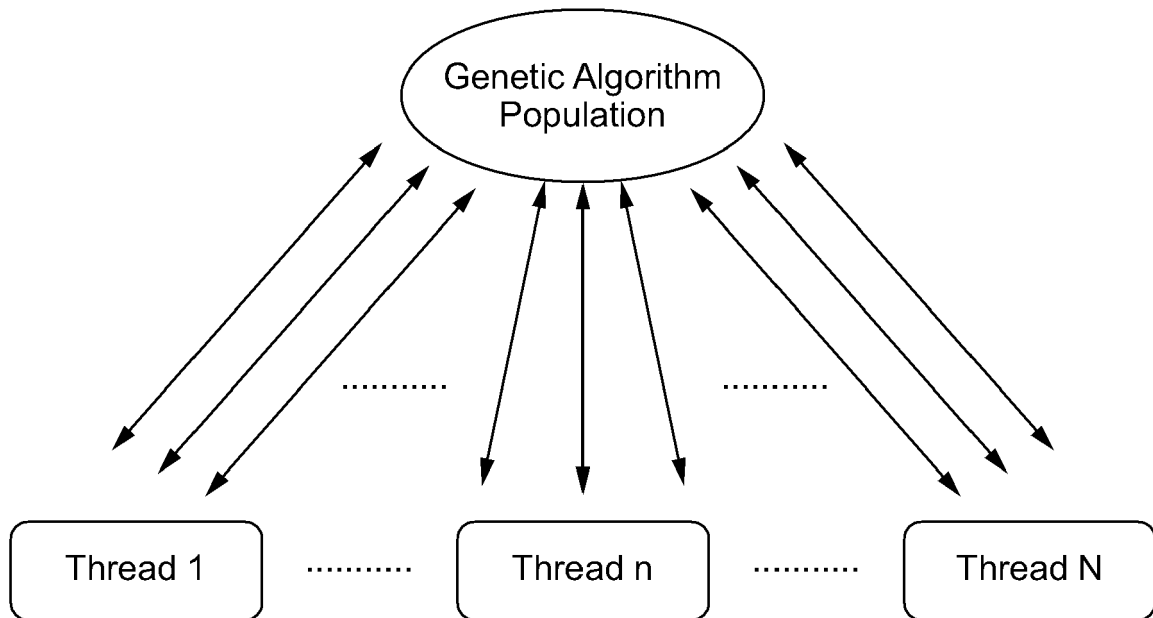 Genetic Algorithm
Population
Thread 1
Thread n
Thread N